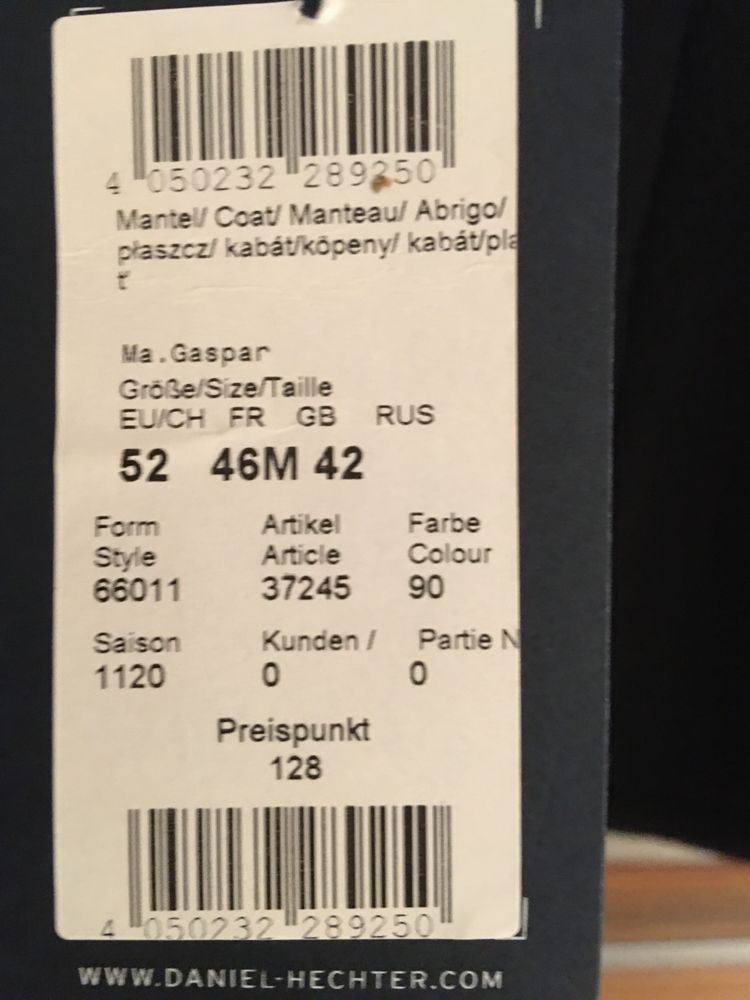 4 050232 289250
Mantel/ Coat/ Manteau/ Abrigo/
płaszcz/ kabát/köpeny/ kabát/pla
ť
Ma.Gaspar
Größe/Size/Taille
EU/CH FR GB RUS
52 46M 42
Form Artikel Farbe
Style Article Colour
66011 37245 90
Saison Kunden / Partie N
1120 0 0
Preispunkt
128
4 050232 289250
WWW.DANIEL-HECHTER.COM